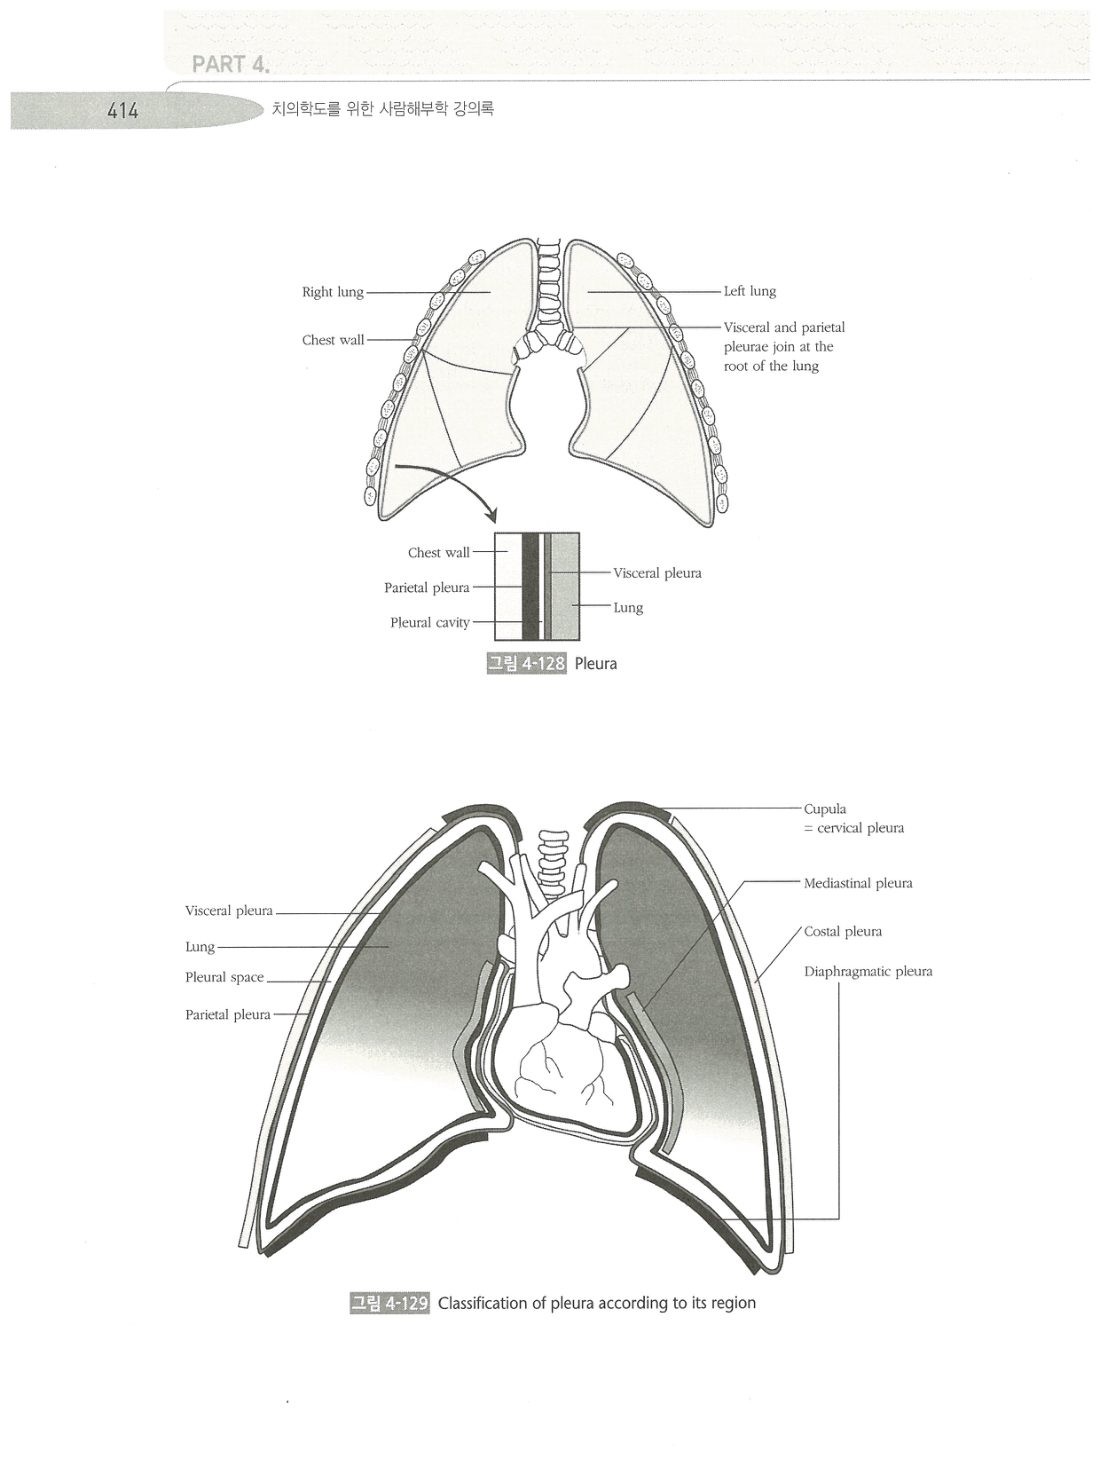 PART 4.
414
치의학도를 위한 사람해부학 강의록
Right lung
Left lung
Chest wall
Visceral and parietal
pleurae join at the
root of the lung
Chest wall
Visceral pleura
Parietal pleura
Lung
Pleural cavity
그림 4-128 Pleura
Cupula
= cervical pleura
Mediastinal pleura
Visceral pleura
Costal pleura
Lung
Diaphragmatic pleura
Pleural space
Parietal pleura
그림 4-129 Classification of pleura according to its region